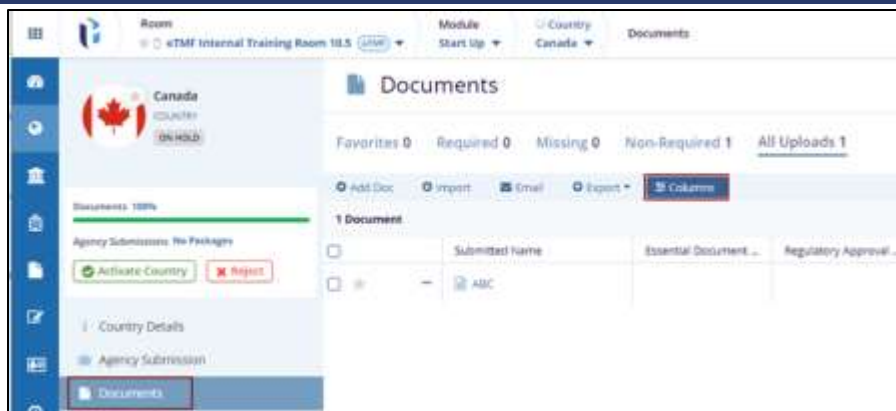 Room
eTMF Internal Training Room 10.5
Module
Start Up
Country
Canada
Documents
Canada
COUNTRY
ON HOLD
Documents: 100%
Agency Submissions: No Packages
Activate Country
Reject
Country Details
Agency Submission
Documents
Documents
Favorites 0
Required 0
Missing 0
Non-Required 1
All Uploads 1
Add Doc
Import
Email
Export
Columns
1 Document
Submitted Name
Essential Document ...
Regulatory Approval ...
ABC